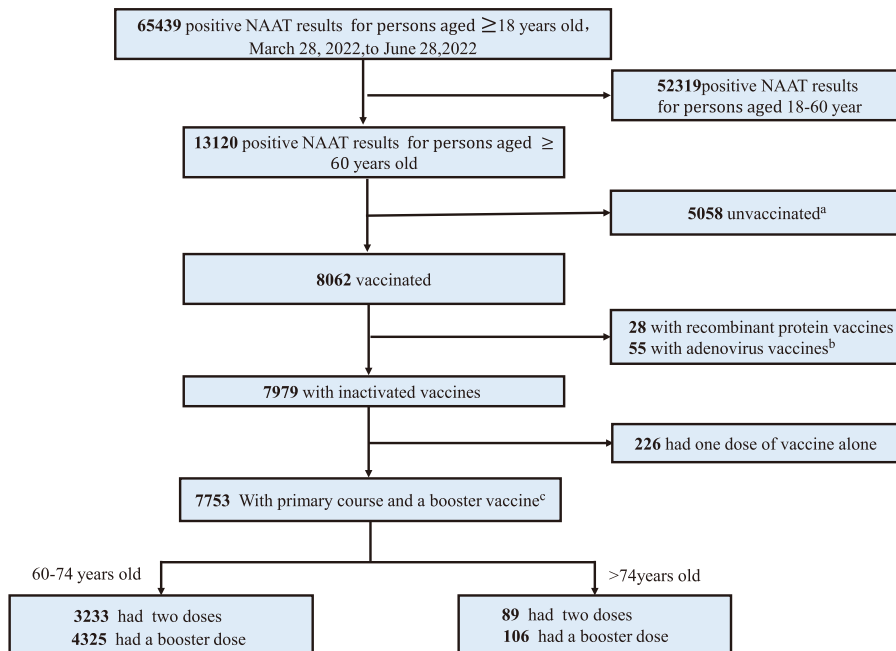 65439 positive NAAT results for persons aged ≥18 years old,
March 28, 2022,to June 28,2022
52319positive NAAT results
for persons aged 18-60 year
13120 positive NAAT results for persons aged ≥
60 years old
5058 unvaccinatedᵃ
8062 vaccinated
28 with recombinant protein vaccines
55 with adenovirus vaccinesᵇ
7979 with inactivated vaccines
226 had one dose of vaccine alone
7753 With primary course and a booster vaccineᶜ
60-74 years old
>74years old
3233 had two doses
4325 had a booster dose
89 had two doses
106 had a booster dose